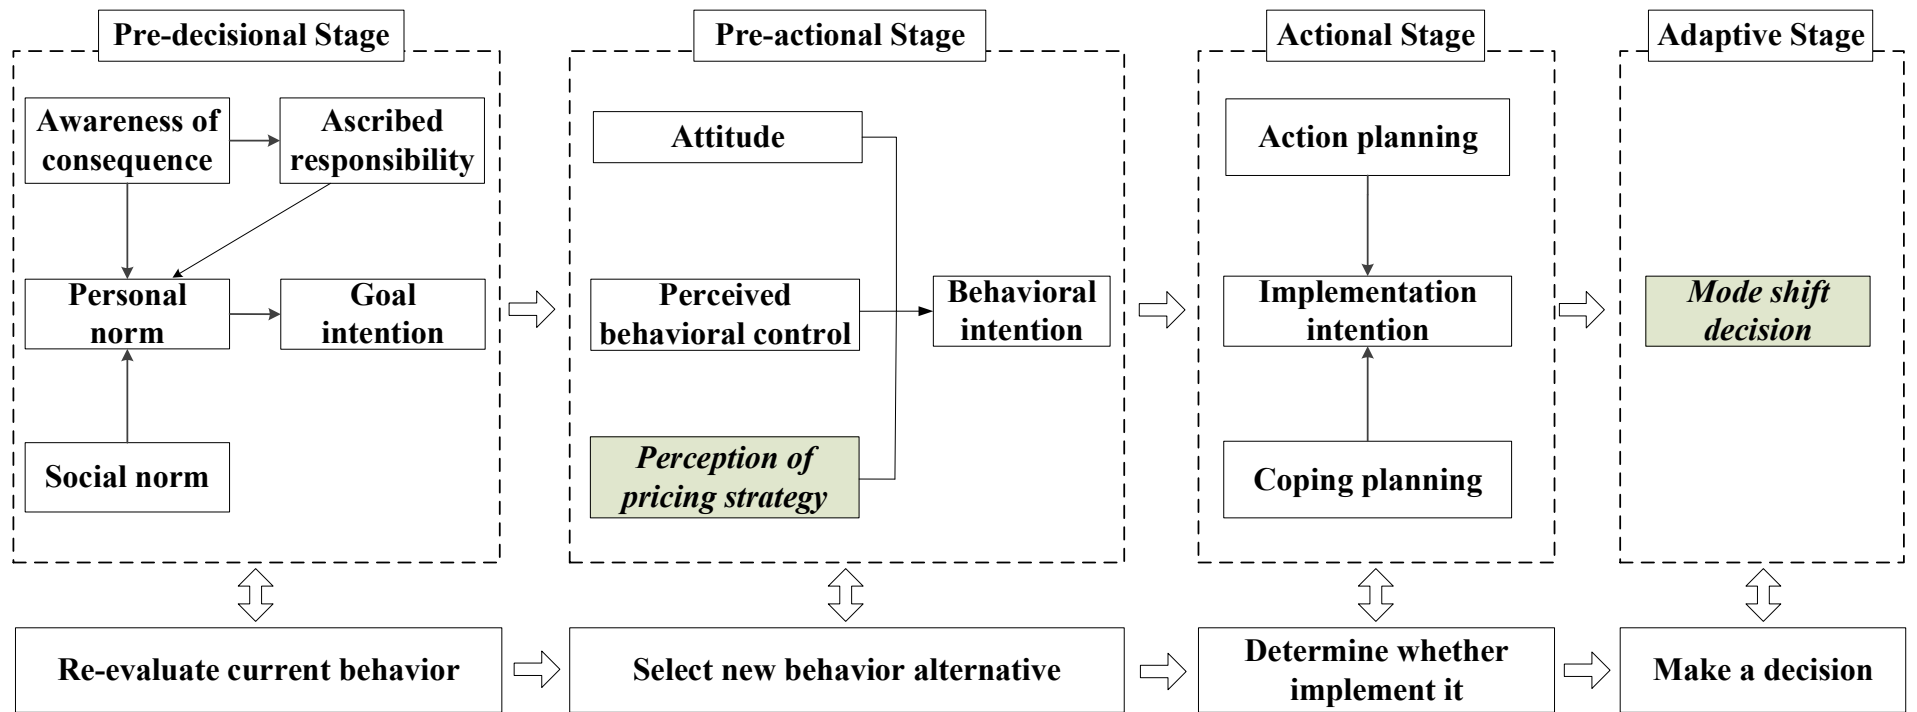 Pre-decisional Stage
Awareness of
consequence
Ascribed
responsibility
Personal
norm
Goal
intention
Social norm
Pre-actional Stage
Attitude
Perceived
behavioral control
Behavioral
intention
Perception of
pricing strategy
Actional Stage
Action planning
Implementation
intention
Coping planning
Adaptive Stage
Mode shift
decision
Re-evaluate current behavior
Select new behavior alternative
Determine whether
implement it
Make a decision